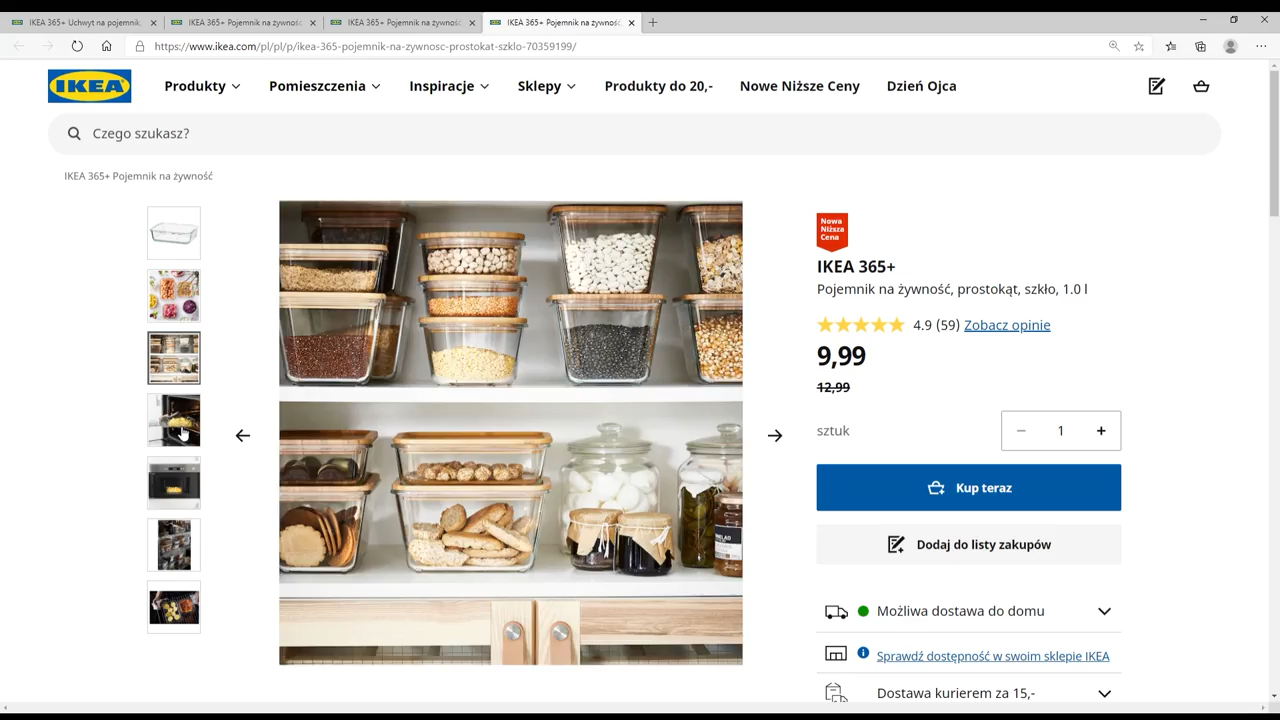 IKEA 365+ Uchwyt na pojemnik
IKEA 365+ Pojemnik na żywność
IKEA 365+ Pojemnik na żywność
IKEA 365+ Pojemnik na żywność
https://www.ikea.com/pl/pl/p/ikea-365-pojemnik-na-zywnosc-prostokat-szklo-70359199/
IKEA Produkty Pomieszczenia Inspiracje Sklepy Produkty do 20,- Nowe Niższe Ceny Dzień Ojca
Czego szukasz?
IKEA 365+ Pojemnik na żywność
Nowa
Niższa
Cena
IKEA 365+
Pojemnik na żywność, prostokąt, szkło, 1.0 l
4.9 (59) Zobacz opinie
9,99
12,99
sztuk − 1 +
Kup teraz
Dodaj do listy zakupów
Możliwa dostawa do domu
Sprawdź dostępność w swoim sklepie IKEA
Dostawa kurierem za 15,-